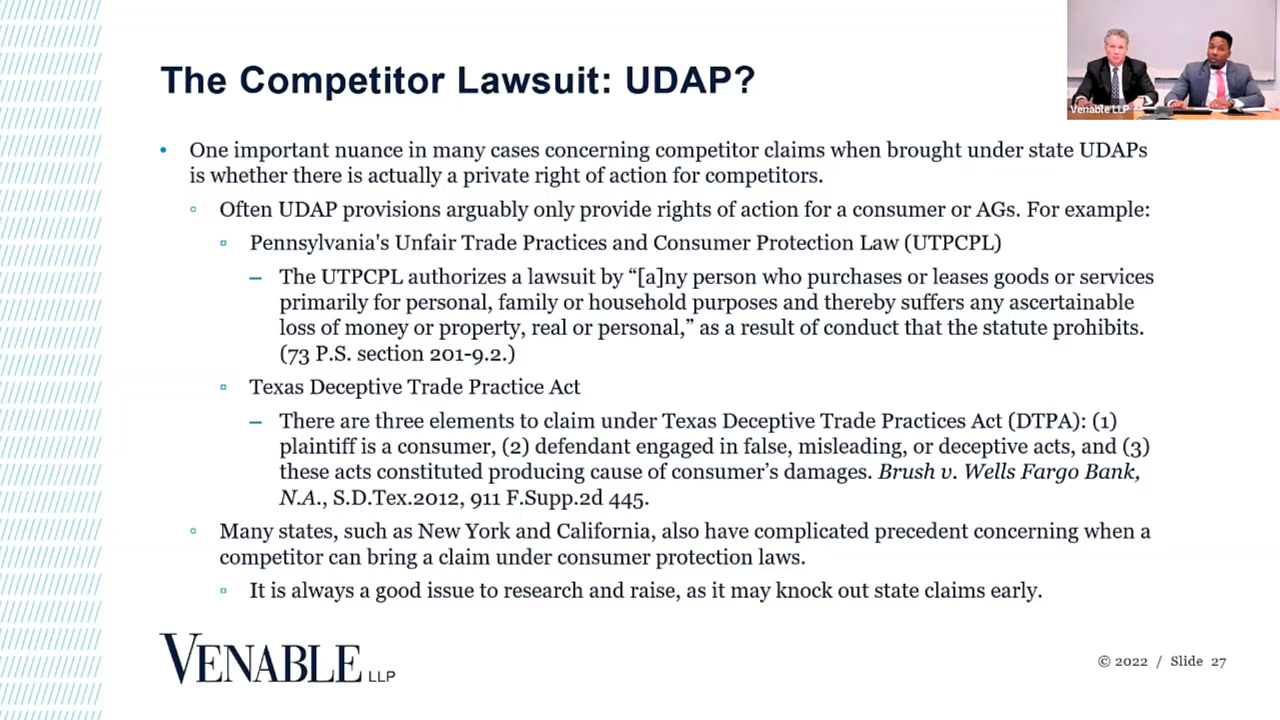 Venable LLP
The Competitor Lawsuit: UDAP?
• One important nuance in many cases concerning competitor claims when brought under state UDAPs
is whether there is actually a private right of action for competitors.
Often UDAP provisions arguably only provide rights of action for a consumer or AGs. For example:
Pennsylvania's Unfair Trade Practices and Consumer Protection Law (UTPCPL)
– The UTPCPL authorizes a lawsuit by “[a]ny person who purchases or leases goods or services
primarily for personal, family or household purposes and thereby suffers any ascertainable
loss of money or property, real or personal,” as a result of conduct that the statute prohibits.
(73 P.S. section 201-9.2.)
Texas Deceptive Trade Practice Act
– There are three elements to claim under Texas Deceptive Trade Practices Act (DTPA): (1)
plaintiff is a consumer, (2) defendant engaged in false, misleading, or deceptive acts, and (3)
these acts constituted producing cause of consumer’s damages. Brush v. Wells Fargo Bank,
N.A., S.D.Tex.2012, 911 F.Supp.2d 445.
Many states, such as New York and California, also have complicated precedent concerning when a
competitor can bring a claim under consumer protection laws.
It is always a good issue to research and raise, as it may knock out state claims early.
VENABLE LLP
© 2022 / Slide 27